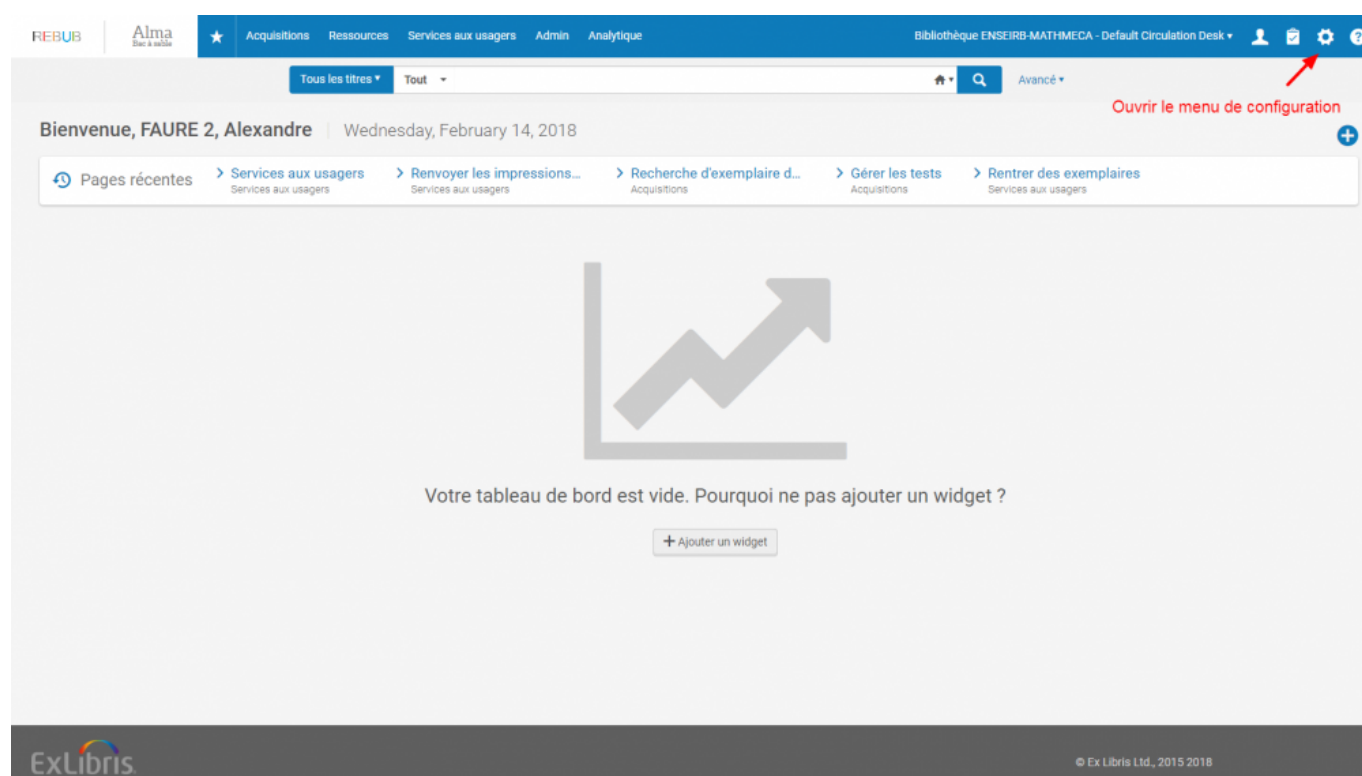 REBUB Alma Acquisitions Ressources Services aux usagers Admin Analytique Bibliothèque ENSEIRB-MATHMECA - Default Circulation Desk
Bac à sable
Tous les titres Tout Avancé
Ouvrir le menu de configuration
Bienvenue, FAURE 2, Alexandre Wednesday, February 14, 2018
Pages récentes
Services aux usagers
Services aux usagers
Renvoyer les impressions...
Services aux usagers
Recherche d'exemplaire d...
Acquisitions
Gérer les tests
Acquisitions
Rentrer des exemplaires
Services aux usagers
Votre tableau de bord est vide. Pourquoi ne pas ajouter un widget ?
+ Ajouter un widget
ExLibris © Ex Libris Ltd., 2015 2018